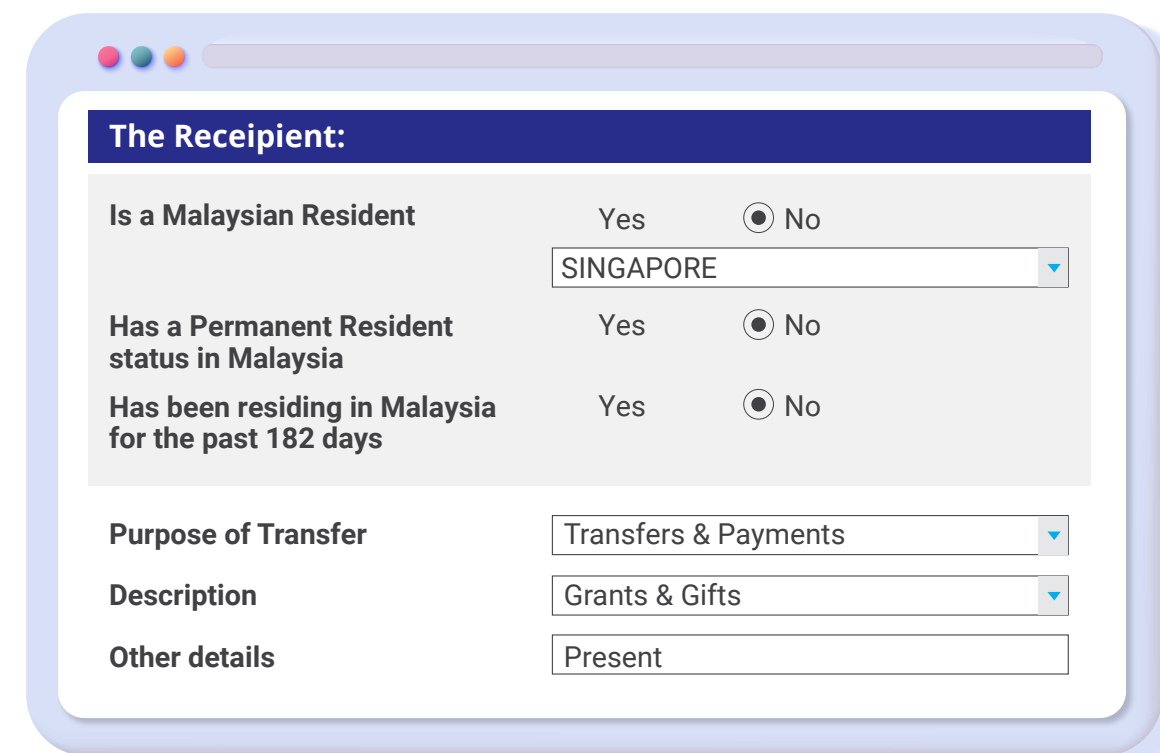 The Receipient:
Is a Malaysian Resident
Yes No
SINGAPORE
Has a Permanent Resident
status in Malaysia
Yes No
Has been residing in Malaysia
for the past 182 days
Yes No
Purpose of Transfer
Transfers & Payments
Description
Grants & Gifts
Other details
Present